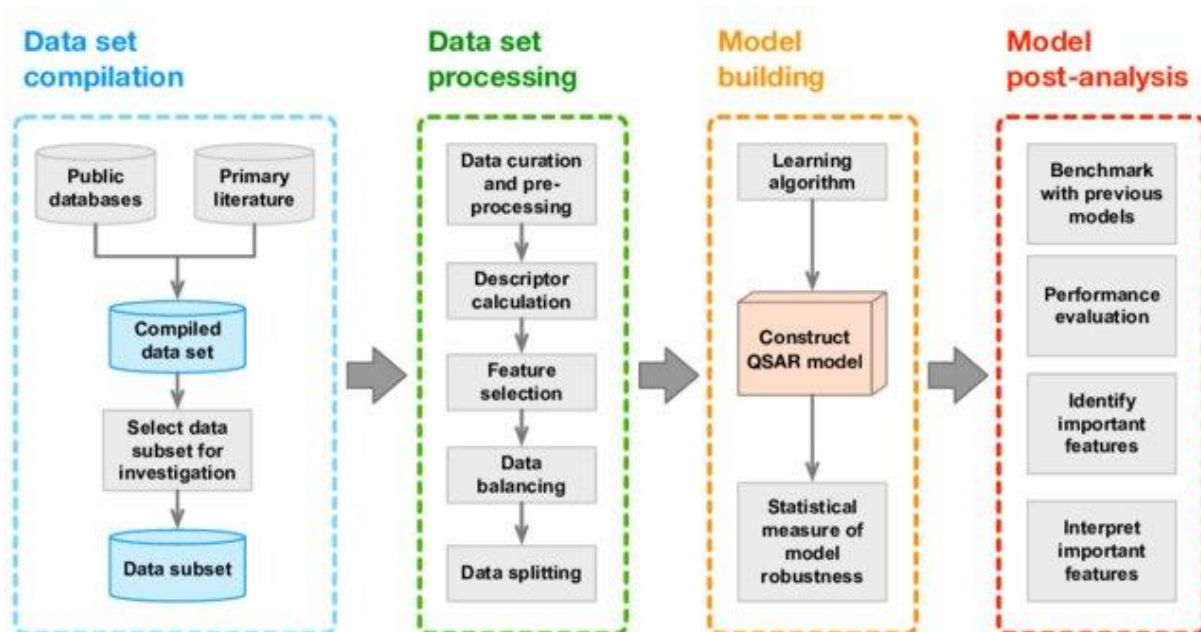 Data set
compilation
Public
databases
Primary
literature
Compiled
data set
Select data
subset for
investigation
Data subset
Data set
processing
Data curation
and pre-
processing
Descriptor
calculation
Feature
selection
Data
balancing
Data splitting
Model
building
Learning
algorithm
Construct
QSAR model
Statistical
measure of
model
robustness
Model
post-analysis
Benchmark
with previous
models
Performance
evaluation
Identify
important
features
Interpret
important
features